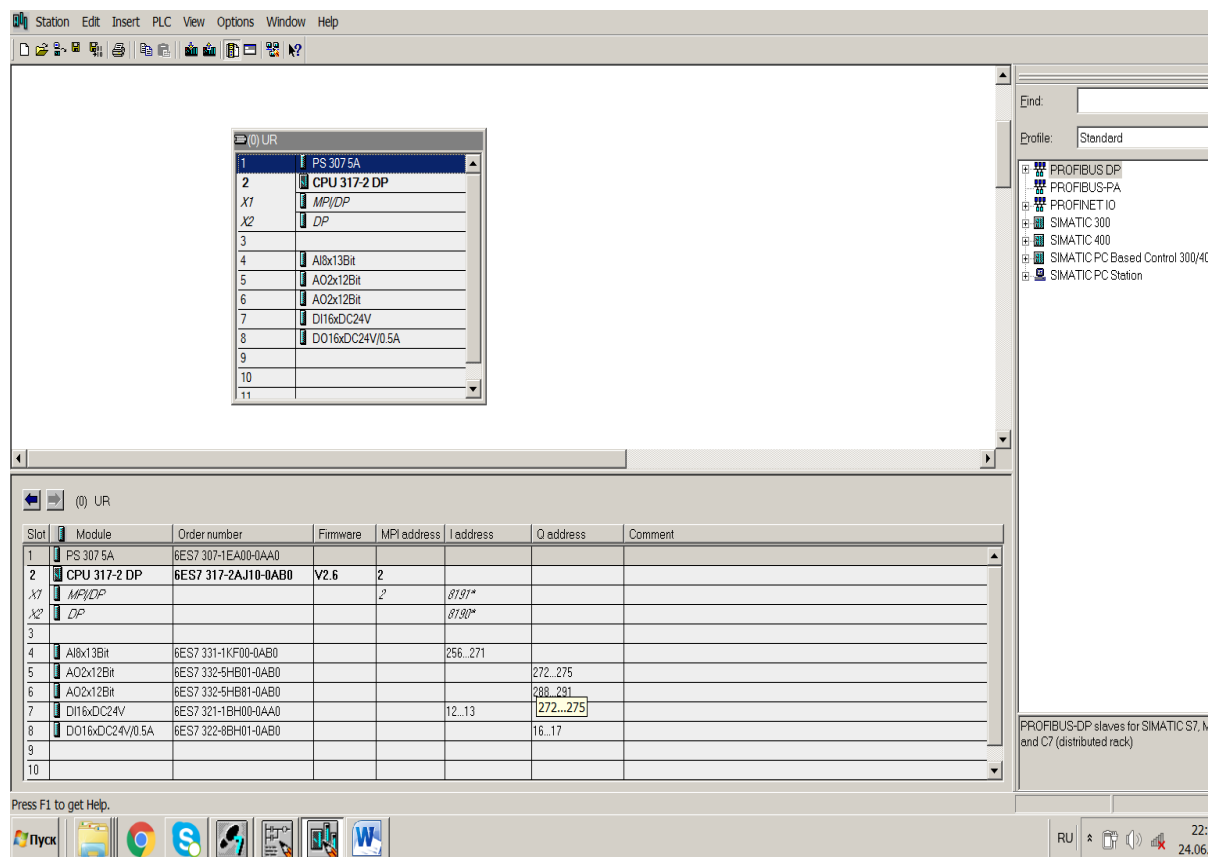 Station Edit Insert PLC View Options Window Help
Find:
Profile: Standard
PROFIBUS DP
PROFIBUS-PA
PROFINET IO
SIMATIC 300
SIMATIC 400
SIMATIC PC Based Control 300/40
SIMATIC PC Station
(0) UR
1 PS 307 5A
2 CPU 317-2 DP
X1 MPI/DP
X2 DP
3
4 AI8x13Bit
5 AO2x12Bit
6 AO2x12Bit
7 DI16xDC24V
8 DO16xDC24V/0.5A
9
10
11
(0) UR
Slot Module Order number Firmware MPI address I address Q address Comment
1 PS 307 5A 6ES7 307-1EA00-0AA0
2 CPU 317-2 DP 6ES7 317-2AJ10-0AB0 V2.6 2
X1 MPI/DP 2 8191*
X2 DP 8190*
3
4 AI8x13Bit 6ES7 331-1KF00-0AB0 256...271
5 AO2x12Bit 6ES7 332-5HB01-0AB0 272...275
6 AO2x12Bit 6ES7 332-5HB81-0AB0 288...291
272...275
7 DI16xDC24V 6ES7 321-1BH00-0AA0 12...13
8 DO16xDC24V/0.5A 6ES7 322-8BH01-0AB0 16...17
9
10
PROFIBUS-DP slaves for SIMATIC S7, M
and C7 (distributed rack)
Press F1 to get Help.
Пуск
RU
22:
24.06.